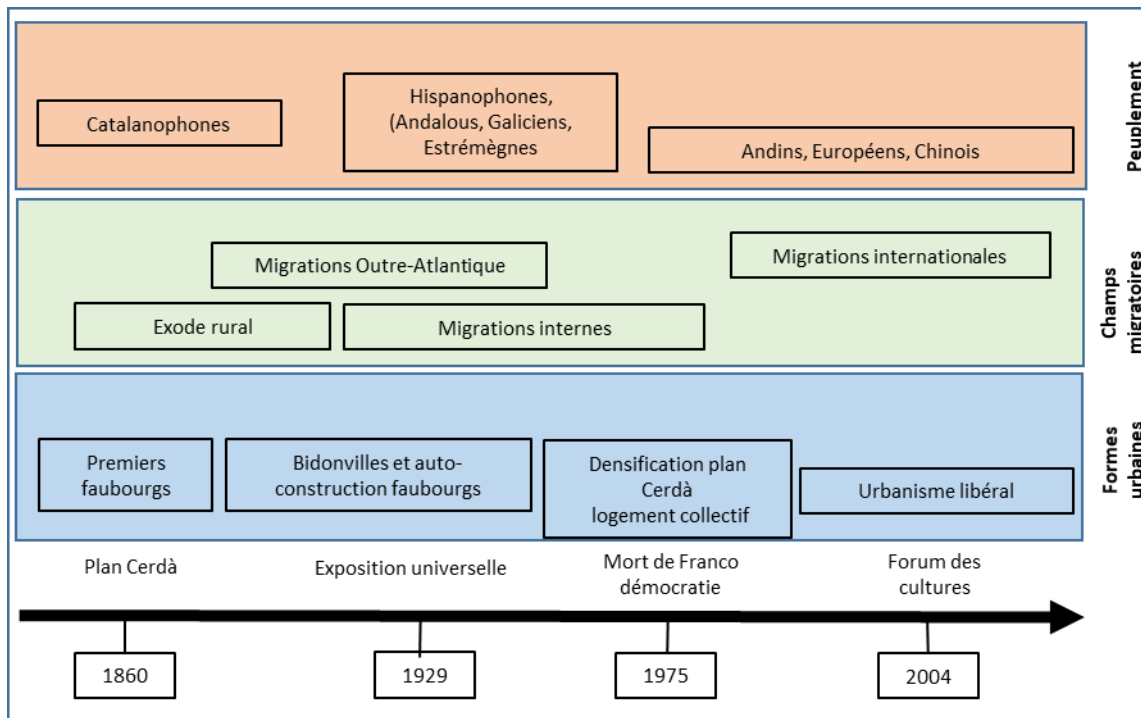 Catalanophones
Hispanophones,
(Andalous, Galiciens,
Estrémègnes
Andins, Européens, Chinois
Peuplement
Migrations Outre-Atlantique
Migrations internationales
Exode rural
Migrations internes
Champs
migratoires
Premiers
faubourgs
Bidonvilles et auto-
construction faubourgs
Densification plan
Cerdà
logement collectif
Urbanisme libéral
Formes
urbaines
Plan Cerdà
Exposition universelle
Mort de Franco
démocratie
Forum des
cultures
1860
1929
1975
2004